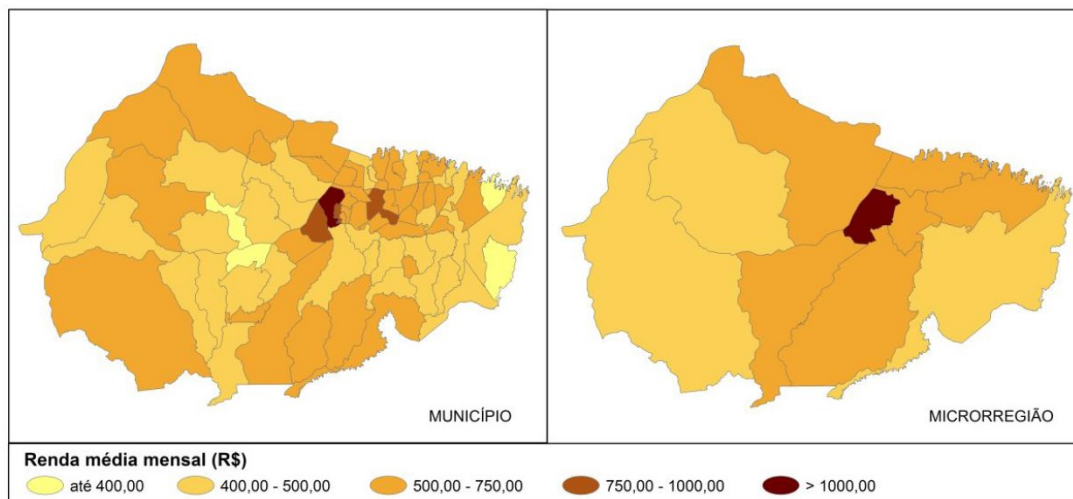 MUNICÍPIO
MICRORREGIÃO
Renda média mensal (R$)
até 400,00
400,00 - 500,00
500,00 - 750,00
750,00 - 1000,00
> 1000,00